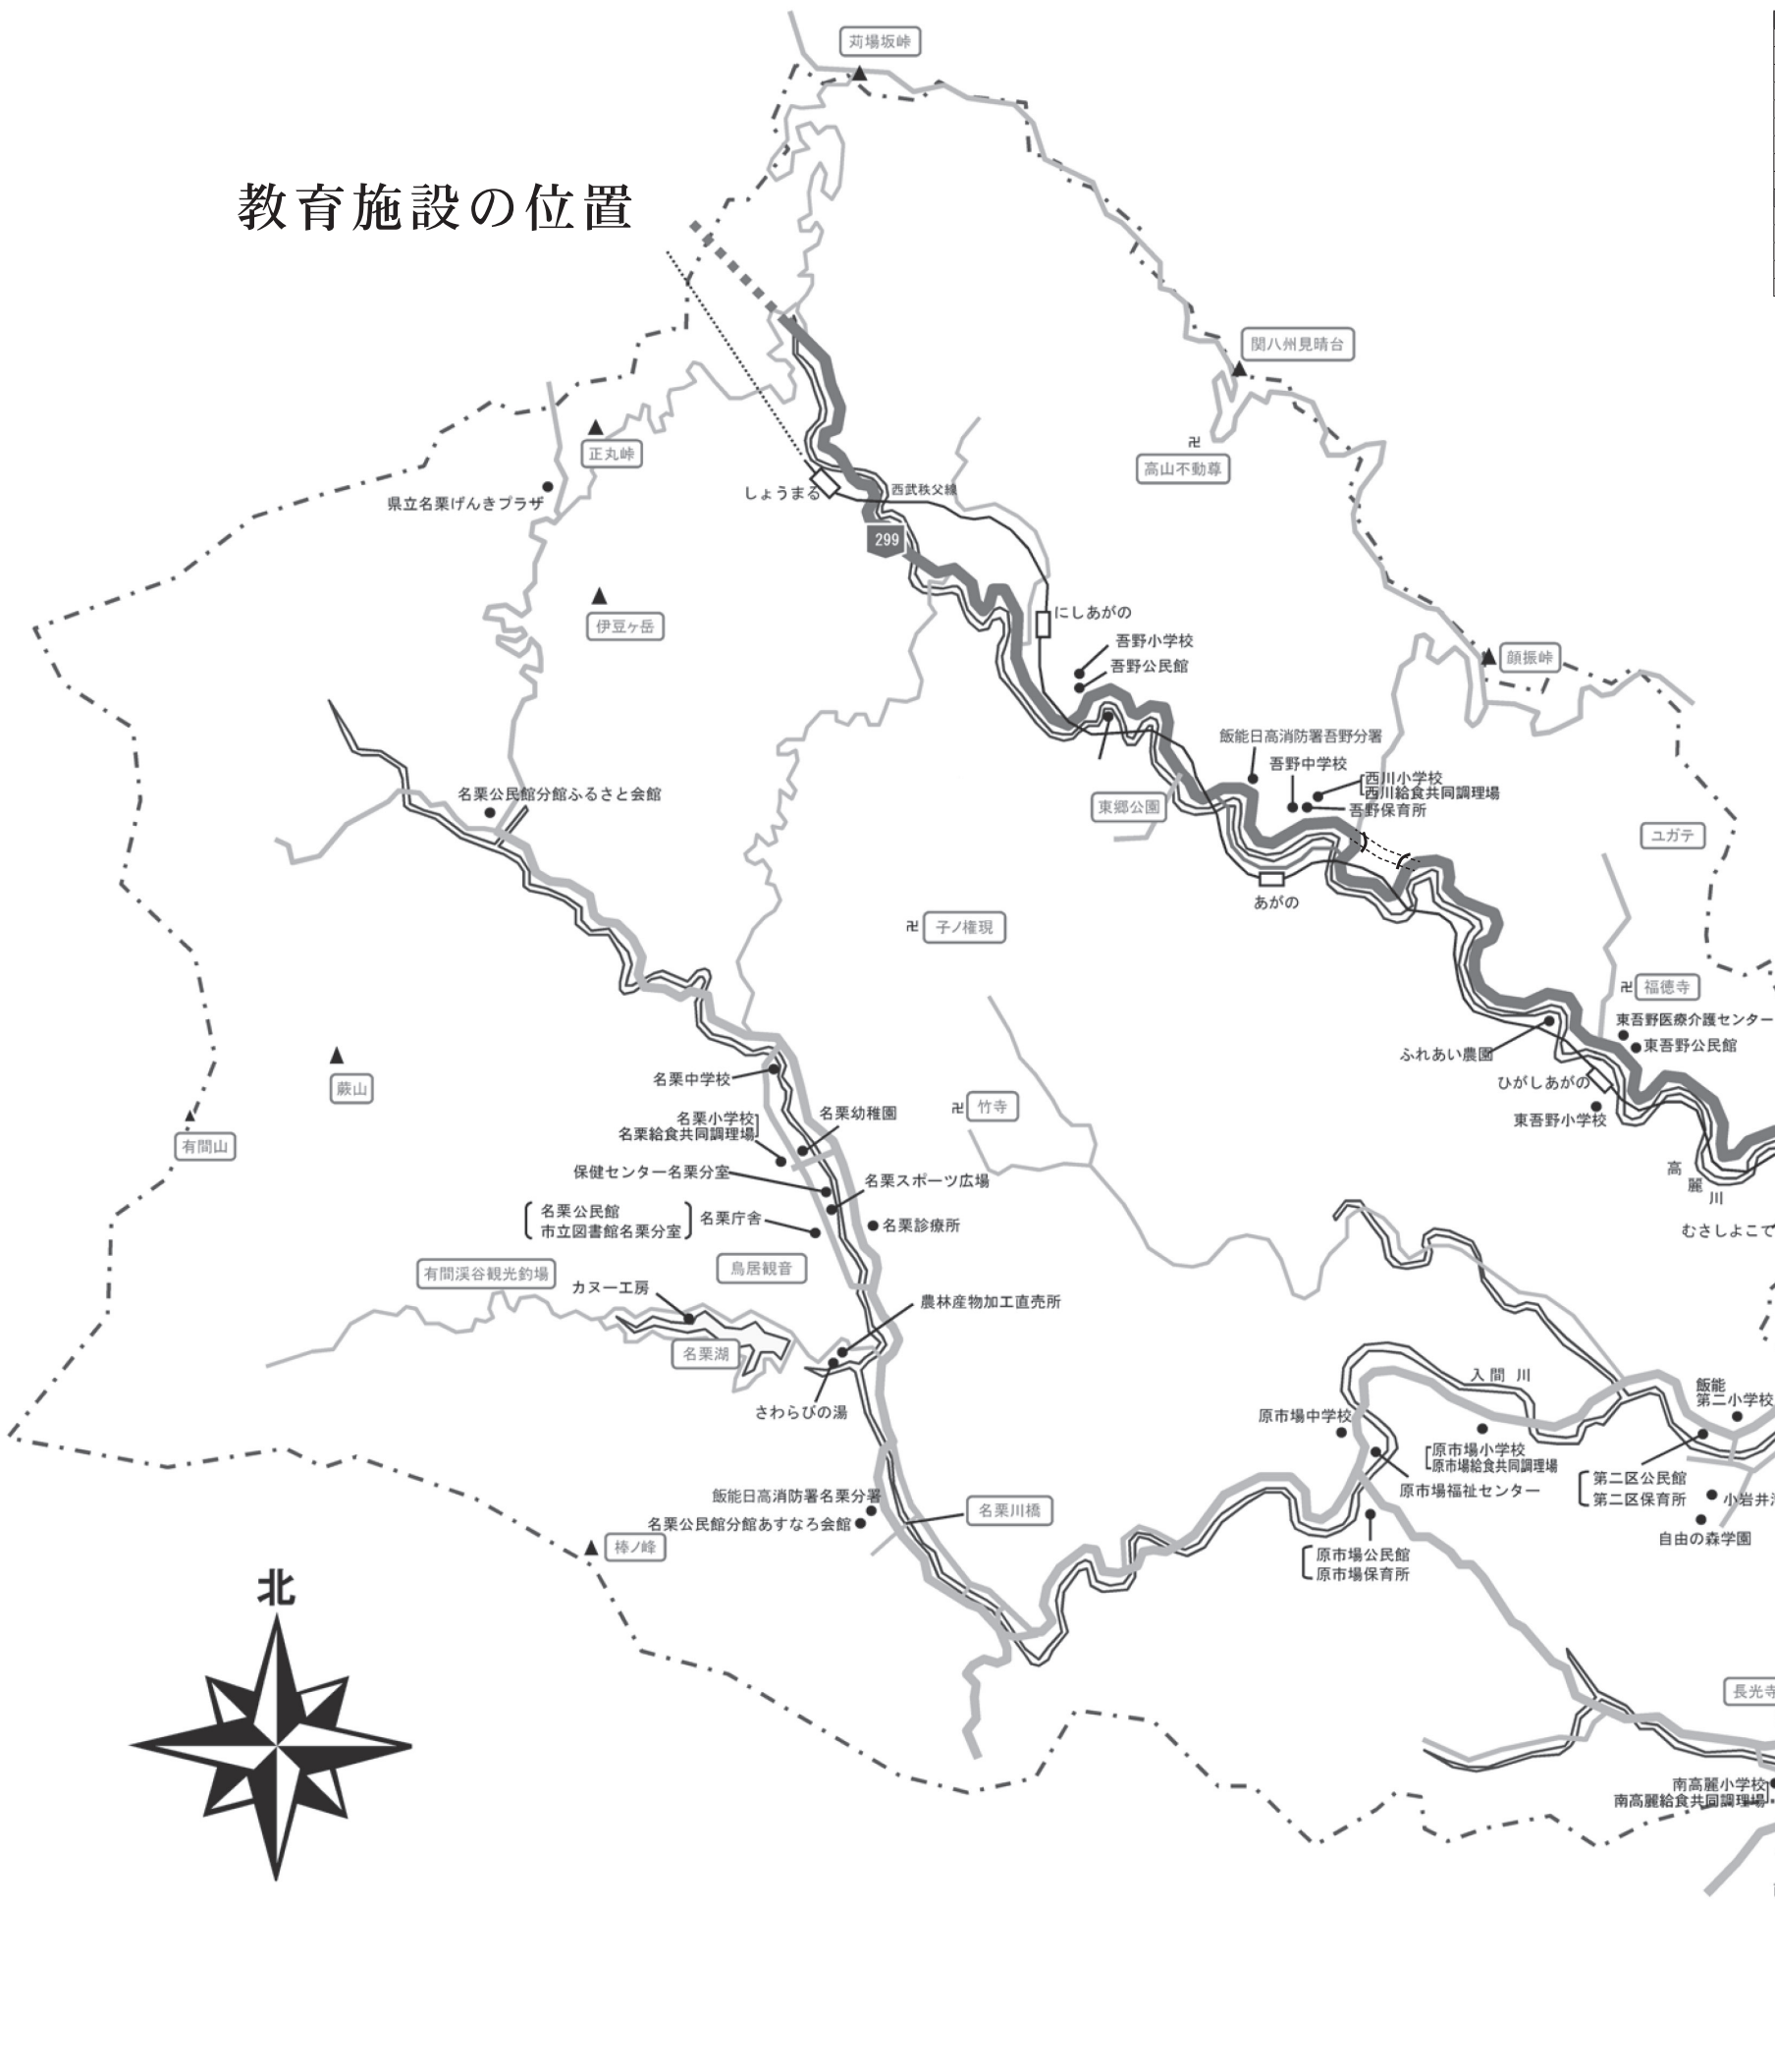 苅場坂峠
教育施設の位置
関八州見晴台
正丸峠
卍
高山不動尊
しょうまる
西武秩父線
県立名栗げんきプラザ
299
にしあがの
伊豆ヶ岳
吾野小学校
吾野公民館
顔振峠
飯能日高消防署吾野分署
吾野中学校
西川小学校
西川給食共同調理場
吾野保育所
名栗公民館分館ふるさと会館
東郷公園
ユガテ
あがの
卍
子ノ権現
卍
福徳寺
東吾野医療介護センター
東吾野公民館
ふれあい農園
ひがしあがの
東吾野小学校
蕨山
名栗中学校
卍
竹寺
名栗幼稚園
名栗小学校
名栗給食共同調理場
有間山
保健センター名栗分室
名栗スポーツ広場
高麗川
名栗公民館
市立図書館名栗分室
名栗庁舎
名栗診療所
むさしよこて
有間渓谷観光釣場
鳥居観音
カヌー工房
農林産物加工直売所
名栗湖
さわらびの湯
入間川
飯能
第二小学校
原市場中学校
原市場小学校
原市場給食共同調理場
原市場福祉センター
第二区公民館
第二区保育所
小岩井
自由の森学園
飯能日高消防署名栗分署
名栗公民館分館あすなろ会館
名栗川橋
棒ノ峰
原市場公民館
原市場保育所
北
長光寺
南高麗小学校
南高麗給食共同調理場